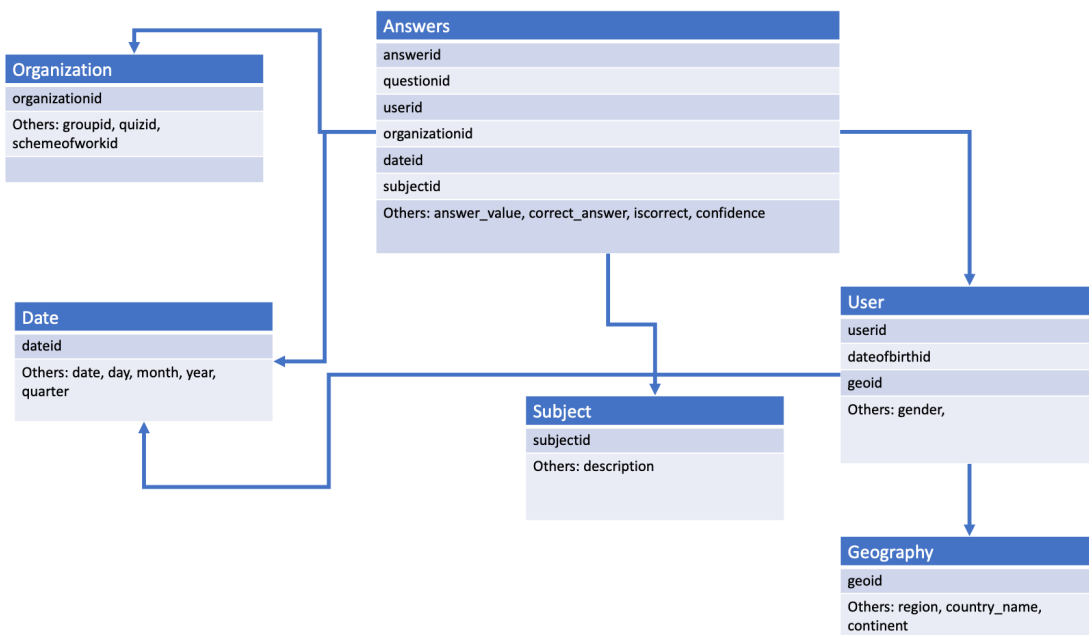 Answers
answerid
questionid
userid
organizationid
dateid
subjectid
Others: answer_value, correct_answer, iscorrect, confidence
Organization
organizationid
Others: groupid, quizid,
schemeofworkid
Date
dateid
Others: date, day, month, year,
quarter
Subject
subjectid
Others: description
User
userid
dateofbirthid
geoid
Others: gender,
Geography
geoid
Others: region, country_name,
continent